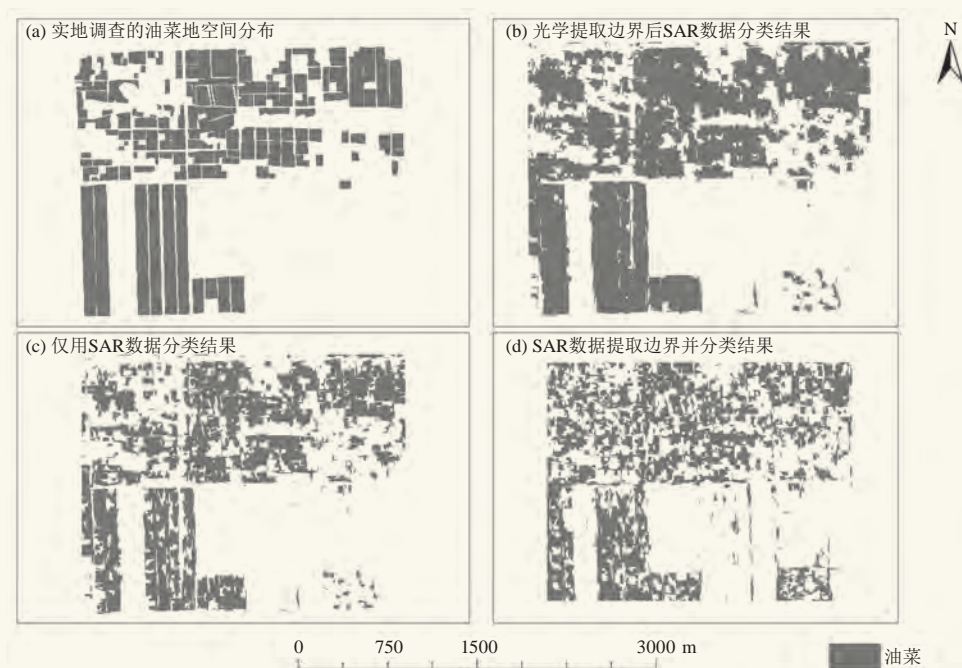 (a) 实地调查的油菜地空间分布
(b) 光学提取边界后SAR数据分类结果
N
(c) 仅用SAR数据分类结果
(d) SAR数据提取边界并分类结果
0 750 1500 3000 m
油菜